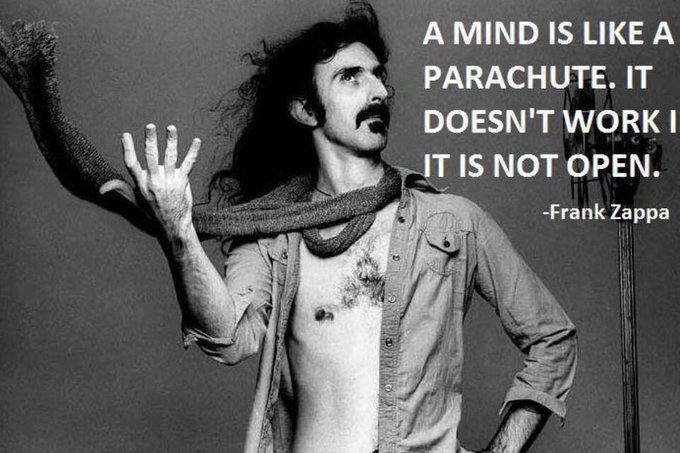 A MIND IS LIKE A
PARACHUTE. IT
DOESN'T WORK I
IT IS NOT OPEN.
-Frank Zappa